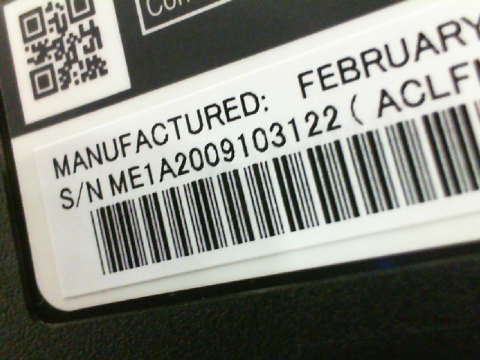 MANUFACTURED: FEBRUARY
S/N ME1A2009103122 ( ACLF